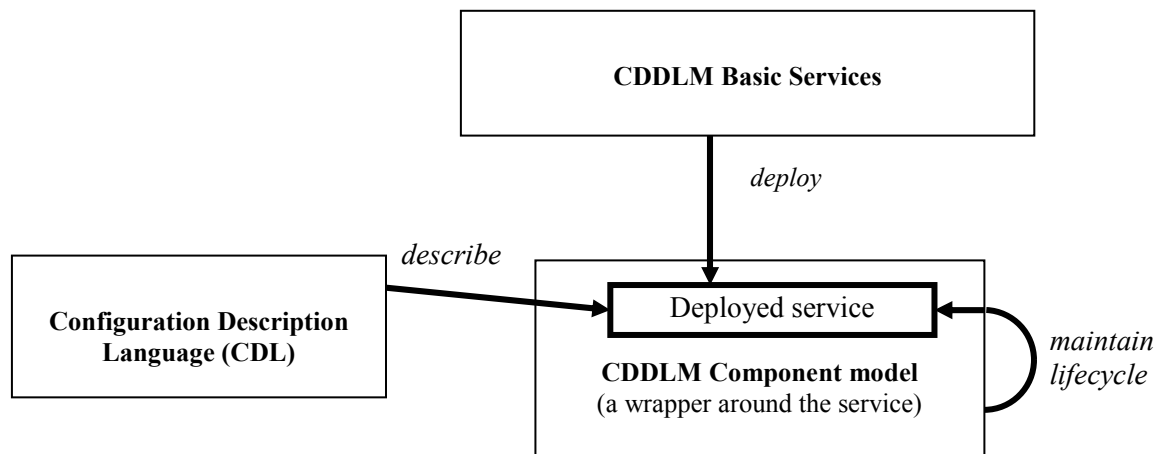 CDDLM Basic Services
deploy
describe
Configuration Description
Language (CDL)
Deployed service
CDDLM Component model
(a wrapper around the service)
maintain
lifecycle